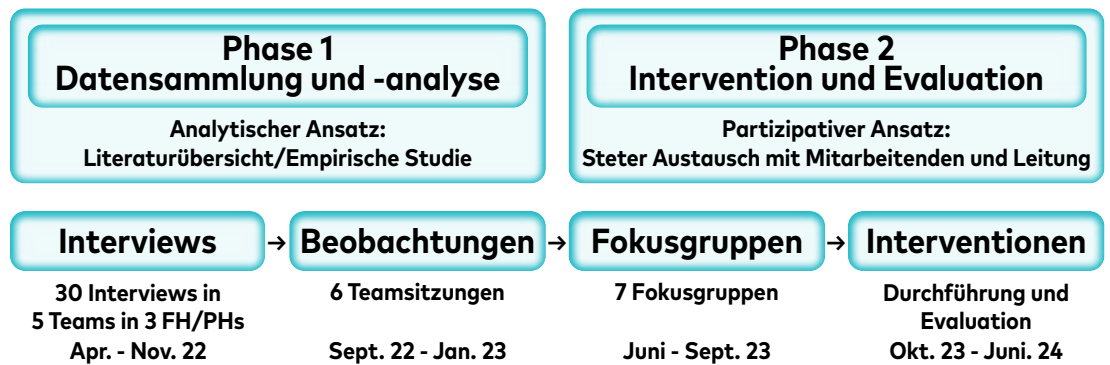 Phase 1
Datensammlung und -analyse
Analytischer Ansatz:
Literaturübersicht/Empirische Studie
Phase 2
Intervention und Evaluation
Partizipativer Ansatz:
Steter Austausch mit Mitarbeitenden und Leitung
Interviews → Beobachtungen → Fokusgruppen → Interventionen
30 Interviews in
5 Teams in 3 FH/PHs
Apr. - Nov. 22
6 Teamsitzungen
Sept. 22 - Jan. 23
7 Fokusgruppen
Juni - Sept. 23
Durchführung und
Evaluation
Okt. 23 - Juni. 24